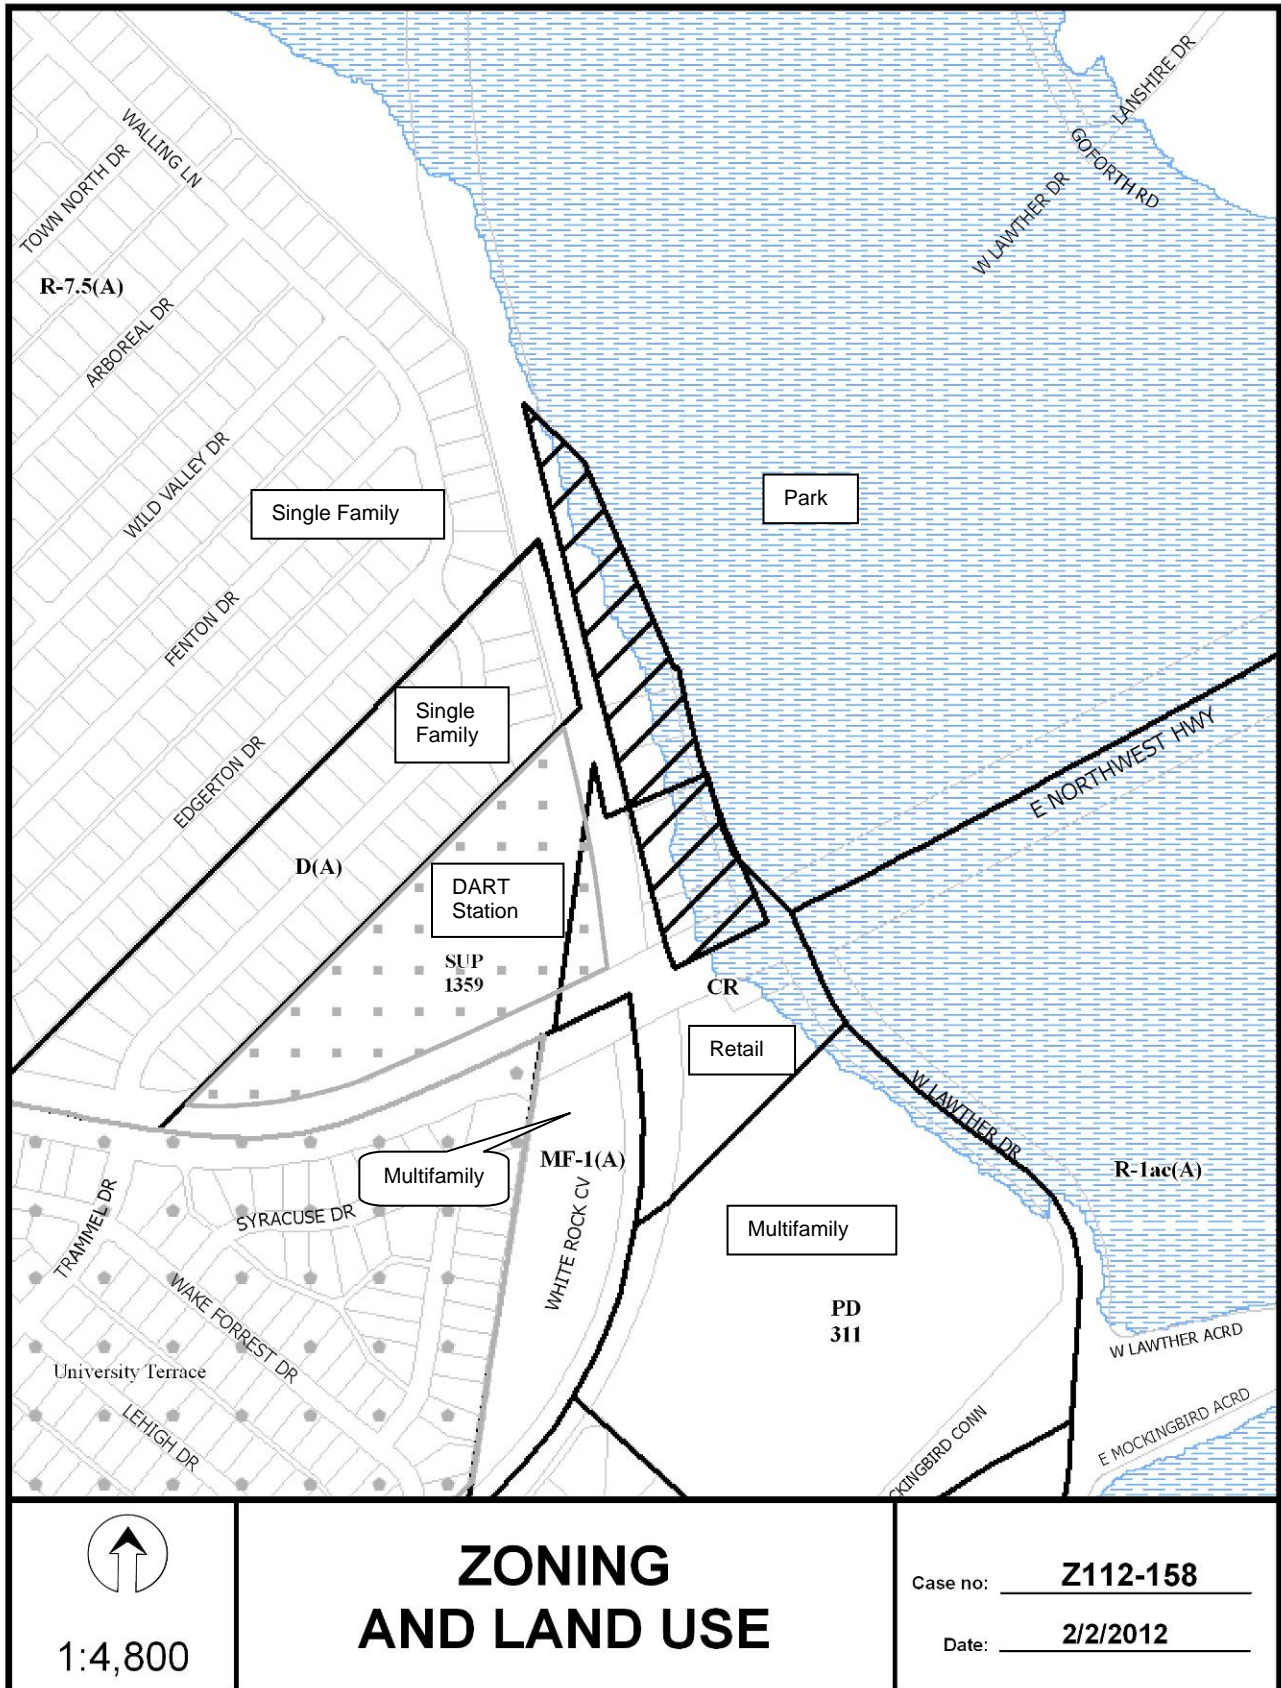 LANSHIRE DR
GOFORTH RD
W LAWTHER DR
WALLING LN
TOWN NORTH DR
R-7.5(A)
ARBOREAL DR
WILD VALLEY DR
Single Family
Park
FENTON DR
Single
Family
EDGERTON DR
E NORTHWEST HWY
D(A)
DART
Station
SUP
1359
CR
Retail
W LAWTHER DR
R-1ac(A)
Multifamily
MF-1(A)
WHITE ROCK CV
SYRACUSE DR
TRAMMEL DR
Multifamily
PD
311
WAKE FORREST DR
University Terrace
LEHIGH DR
W LAWTHER ACRD
E MOCKINGBIRD ACRD
CKINGBIRD CONN
1:4,800
ZONING
AND LAND USE
Case no: Z112-158
Date: 2/2/2012